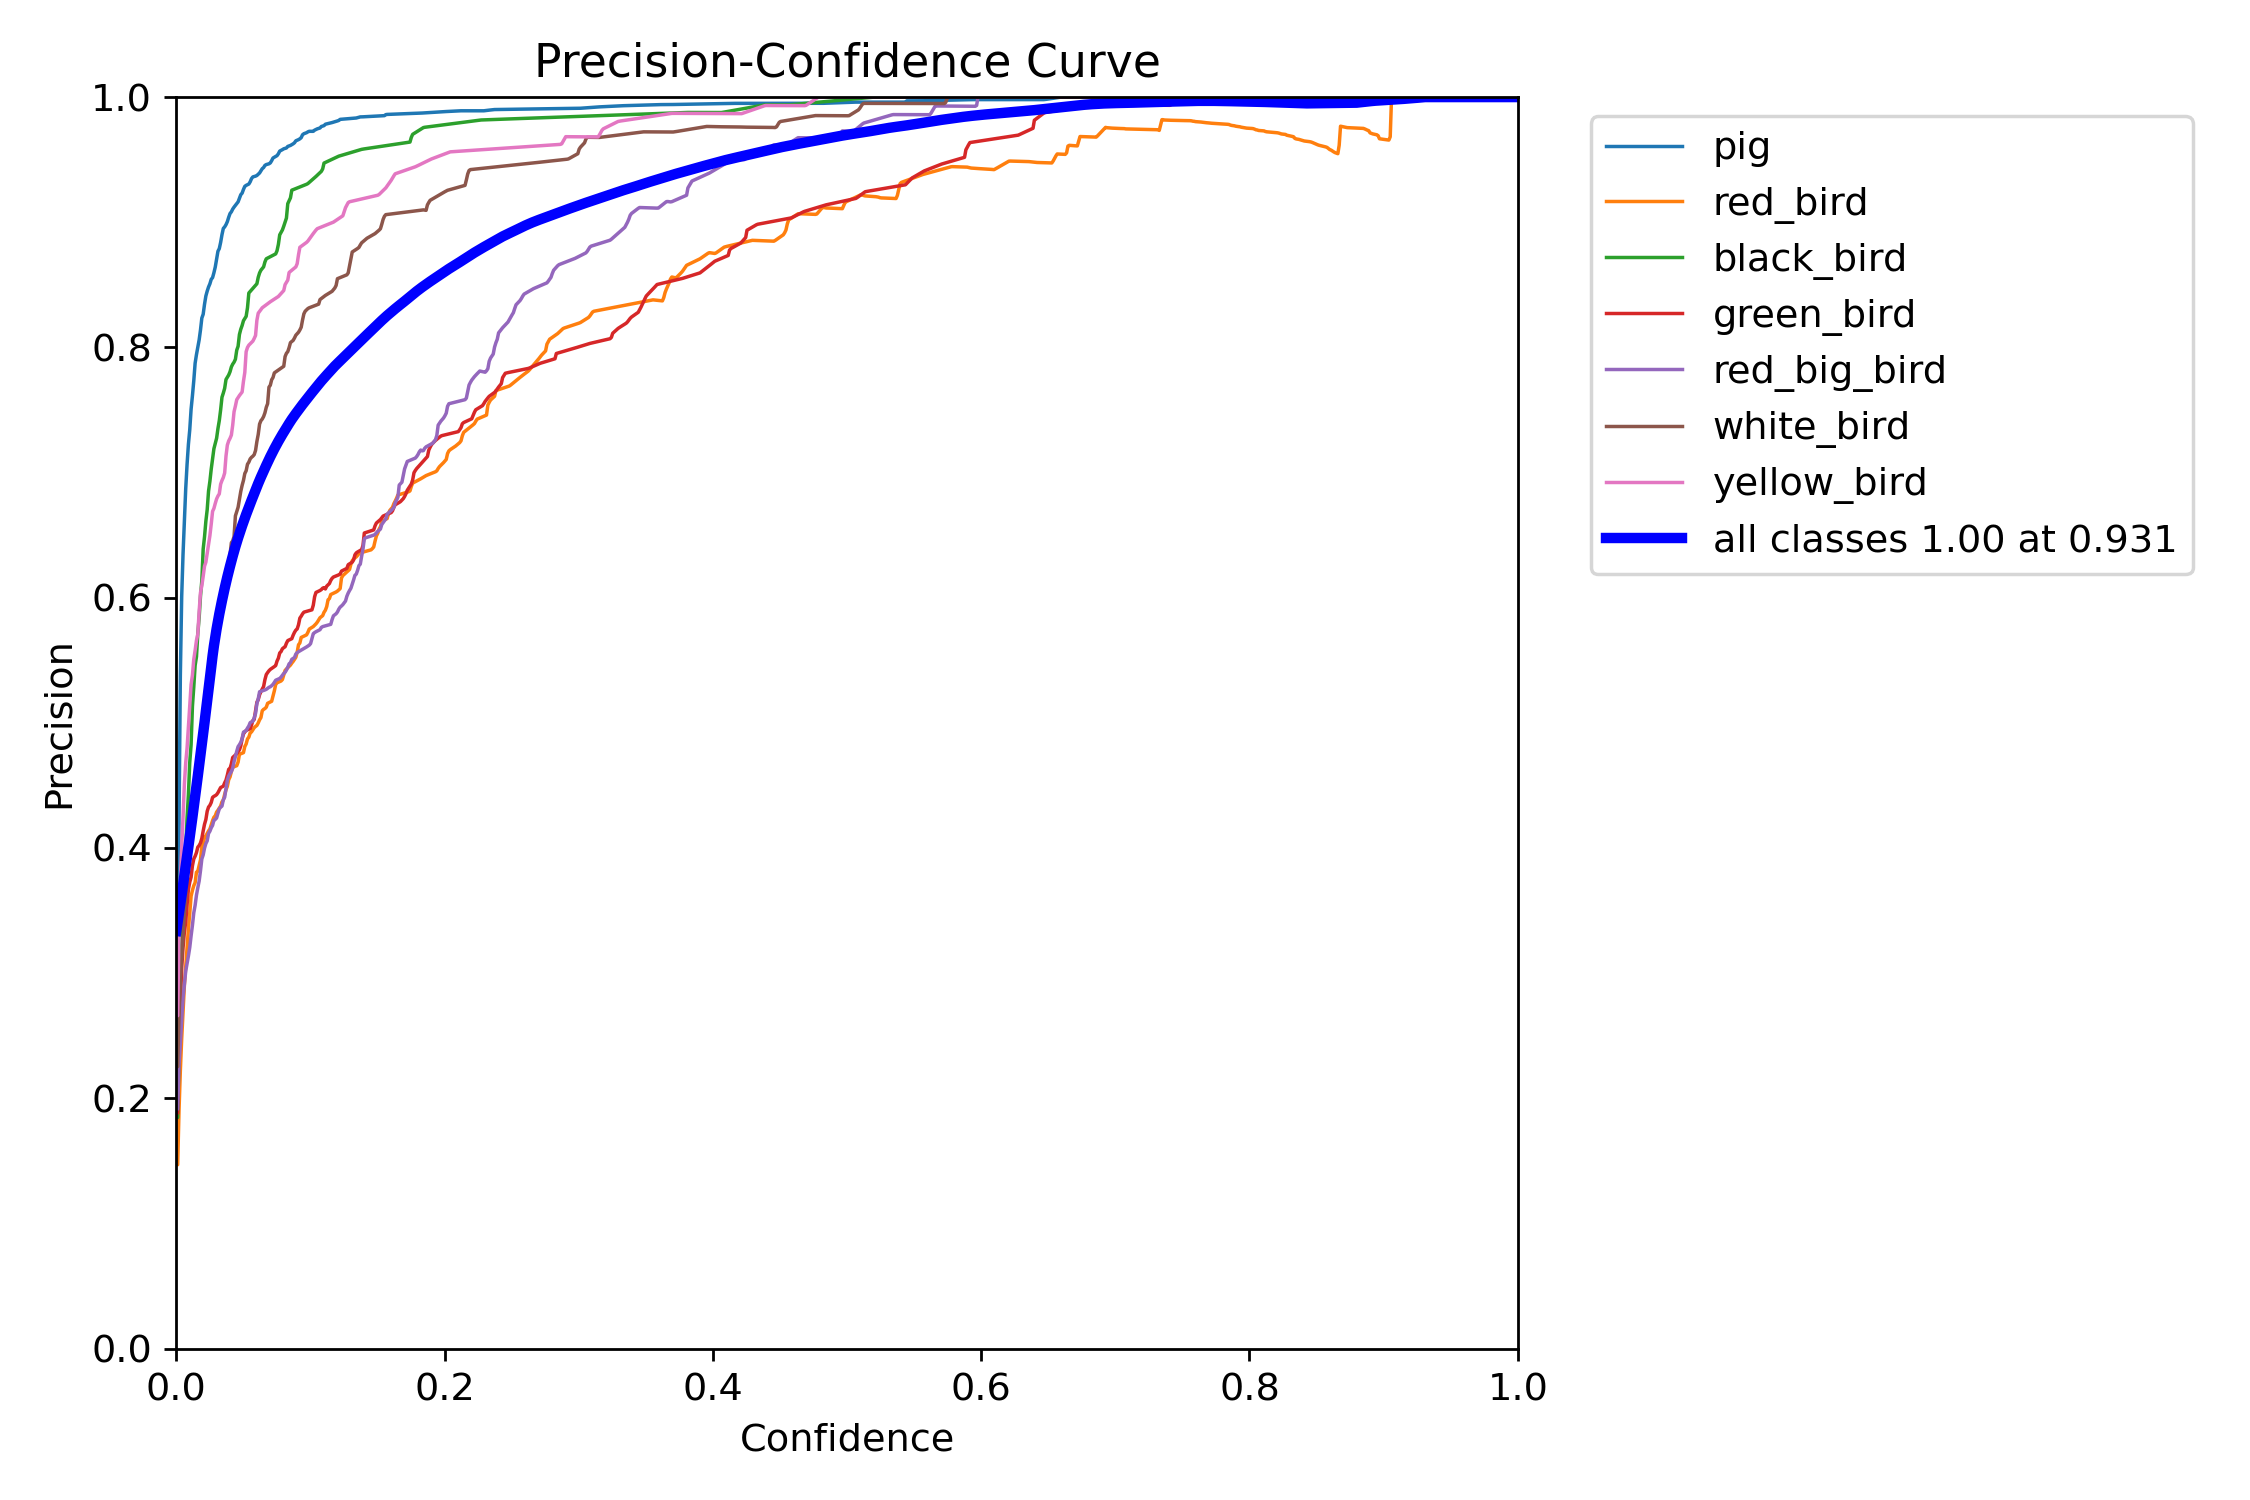 Precision-Confidence Curve
1.0
0.8
0.6
0.4
0.2
0.0
Precision
0.0 0.2 0.4 0.6 0.8 1.0
Confidence
pig
red_bird
black_bird
green_bird
red_big_bird
white_bird
yellow_bird
all classes 1.00 at 0.931